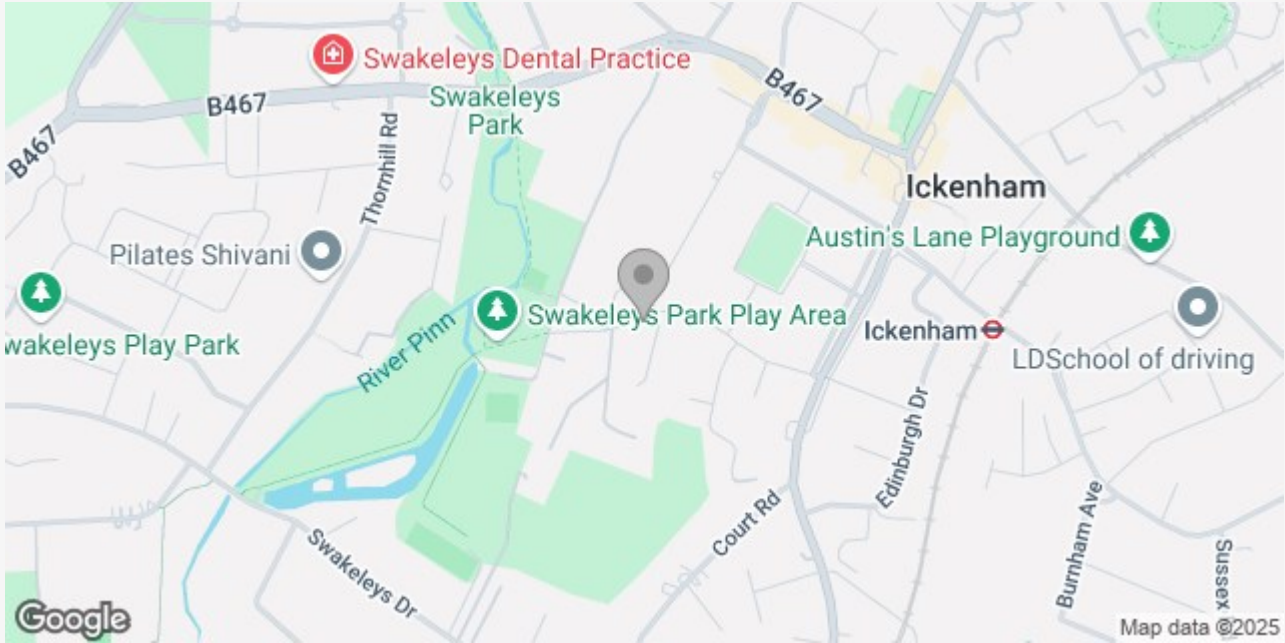 Swakeleys Dental Practice
B467
B467
Swakeleys
Park
B467
Thornhill Rd
Ickenham
Pilates Shivani
Austin's Lane Playground
wakeleys Play Park
River Pinn
Swakeleys Park Play Area
Ickenham
LDSchool of driving
Edinburgh Dr
Court Rd
Burnham Ave
Sussex
Swakeleys Dr
Google
Map data ©2025